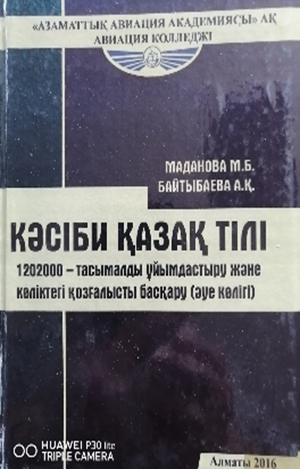 «АЗАМАТТЫҚ АВИАЦИЯ АКАДЕМИЯСЫ» АҚ
АВИАЦИЯ КОЛЛЕДЖІ
МАДАНОВА М.Б.
БАЙТЫБАЕВА А.Қ.
КӘСІБИ ҚАЗАҚ ТІЛІ
1202000 – тасымалды ұйымдастыру және
көліктегі қозғалысты басқару (әуе көлігі)
HUAWEI P30 lite
TRIPLE CAMERA
Алматы 2016